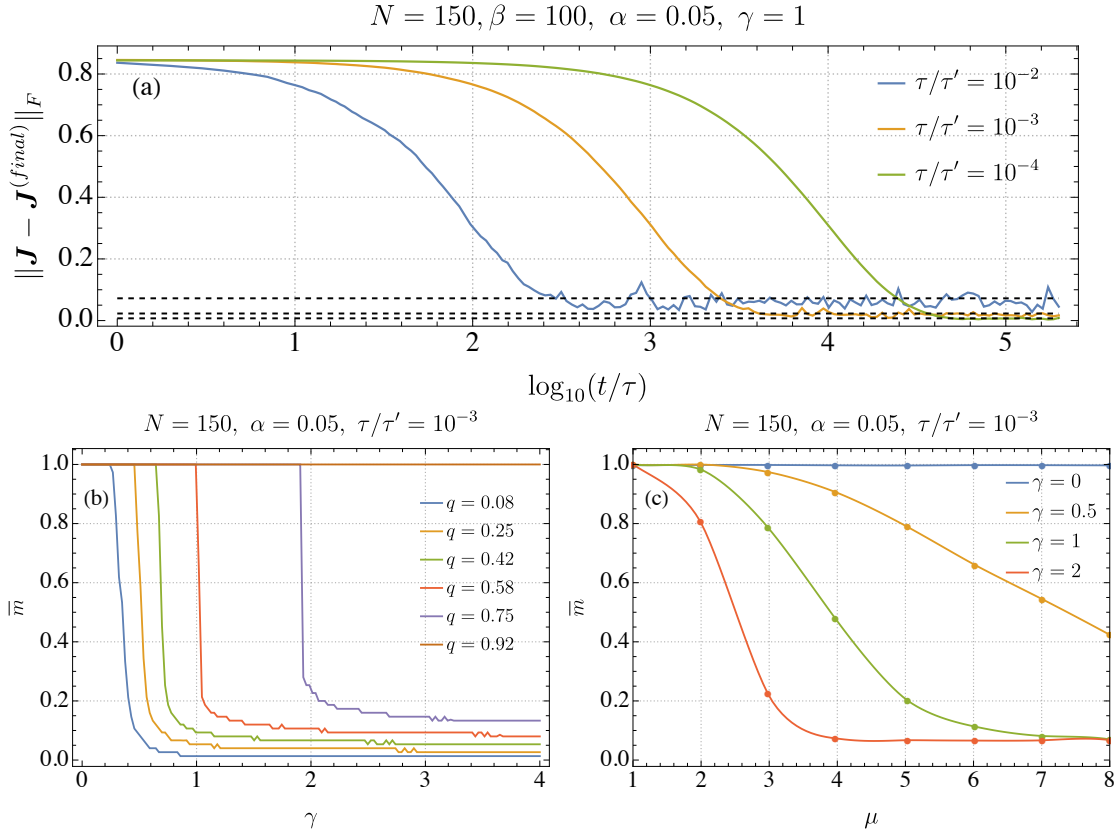 N = 150, β = 100, α = 0.05, γ = 1
(a)
||J − J^(final)||_F
0.8
0.6
0.4
0.2
0.0
τ/τ′ = 10^−2
τ/τ′ = 10^−3
τ/τ′ = 10^−4
0 1 2 3 4 5
log₁₀(t/τ)
N = 150, α = 0.05, τ/τ′ = 10^−3
(b)
m̅
1.0
0.8
0.6
0.4
0.2
0.0
q = 0.08
q = 0.25
q = 0.42
q = 0.58
q = 0.75
q = 0.92
0 1 2 3 4
γ
N = 150, α = 0.05, τ/τ′ = 10^−3
(c)
m̅
1.0
0.8
0.6
0.4
0.2
0.0
γ = 0
γ = 0.5
γ = 1
γ = 2
1 2 3 4 5 6 7 8
μ